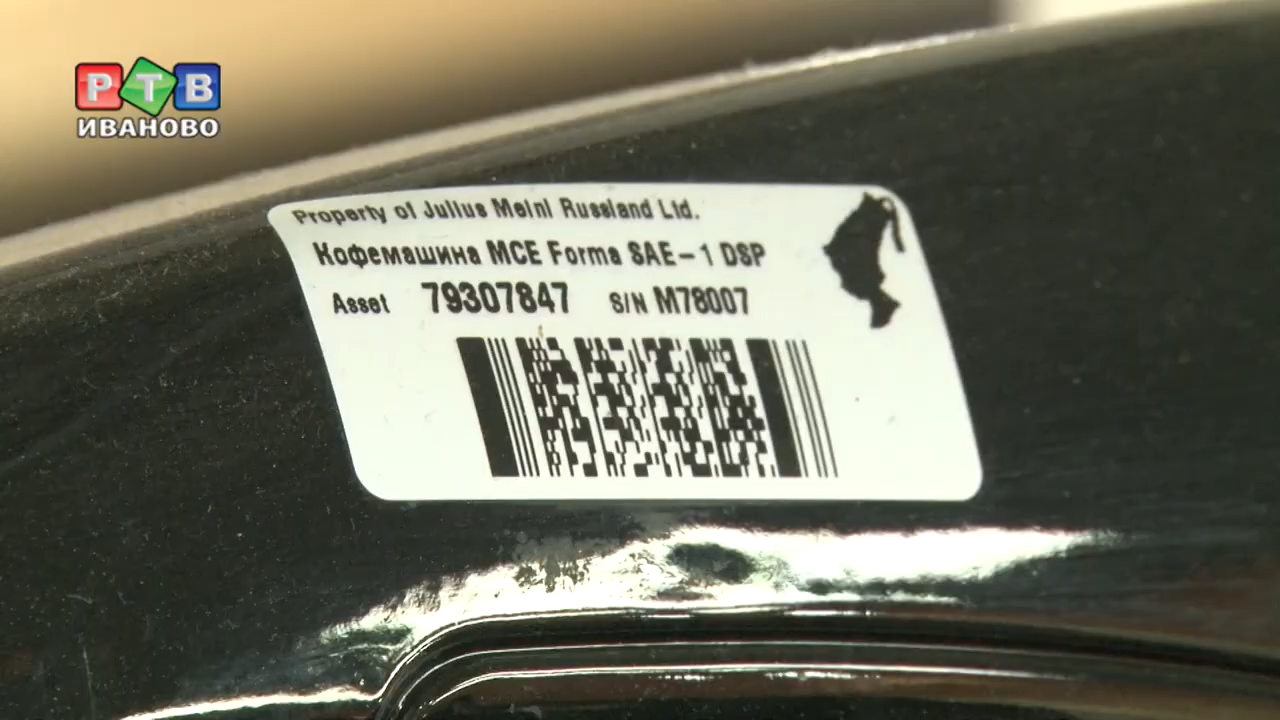 РТВ
ИВАНОВО
Property of Julius Meinl Russland Ltd.
Кофемашина MCE Forma SAE-1 DSP
Asset 79307847 S/N M78007